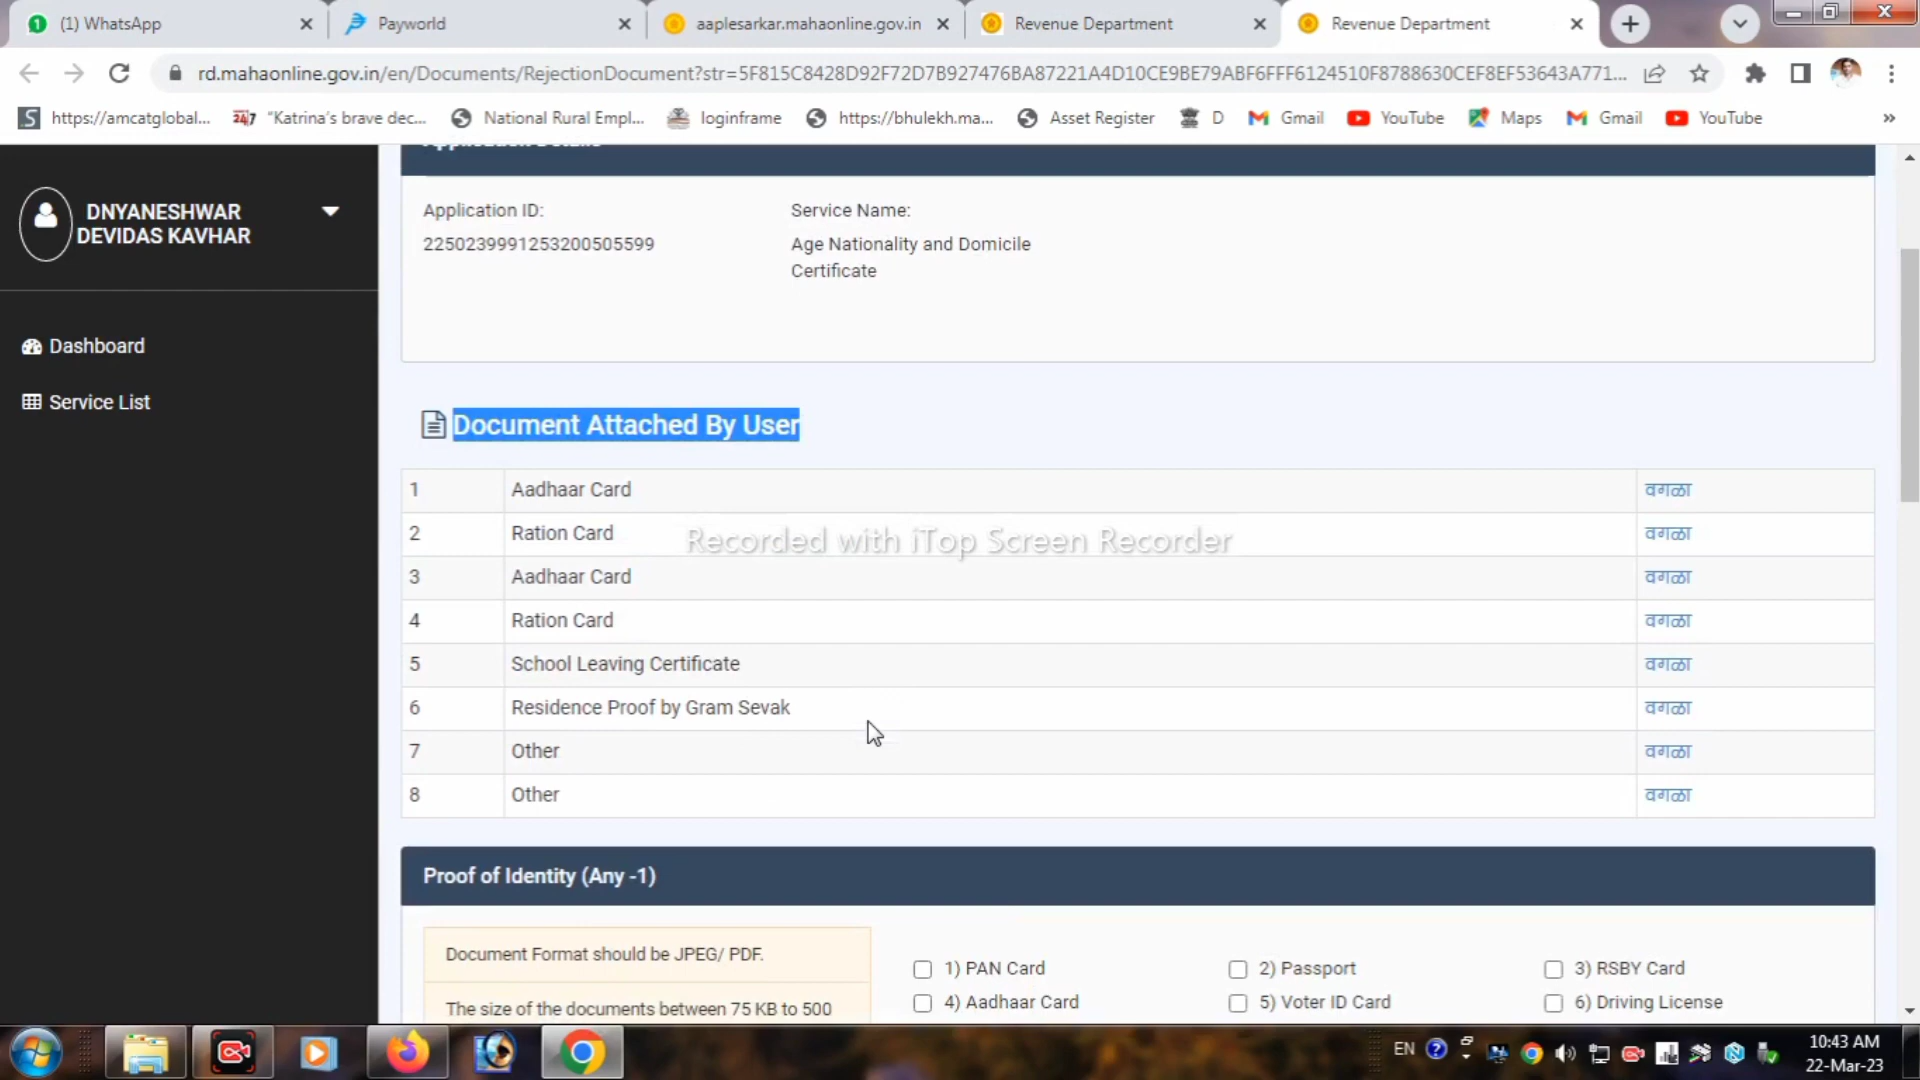 (1) WhatsApp
Payworld
aaplesarkar.mahaonline.gov.in
Revenue Department
Revenue Department
rd.mahaonline.gov.in/en/Documents/RejectionDocument?str=5F815C8428D92F72D7B927476BA87221A4D10CE9BE79ABF6FFF6124510F8788630CEF8EF53643A771...
https://amcatglobal...
"Katrina's brave dec...
National Rural Empl...
loginframe
https://bhulekh.ma...
Asset Register
D
Gmail
YouTube
Maps
Gmail
YouTube
»
DNYANESHWAR
DEVIDAS KAVHAR
Dashboard
Service List
Application Details
Application ID:
Service Name:
2250239991253200505599
Age Nationality and Domicile
Certificate
Document Attached By User
1 Aadhaar Card वगळा
2 Ration Card वगळा
3 Aadhaar Card वगळा
4 Ration Card वगळा
5 School Leaving Certificate वगळा
6 Residence Proof by Gram Sevak वगळा
7 Other वगळा
8 Other वगळा
Recorded with iTop Screen Recorder
Proof of Identity (Any -1)
Document Format should be JPEG/ PDF.
The size of the documents between 75 KB to 500
1) PAN Card
2) Passport
3) RSBY Card
4) Aadhaar Card
5) Voter ID Card
6) Driving License
EN
10:43 AM
22-Mar-23